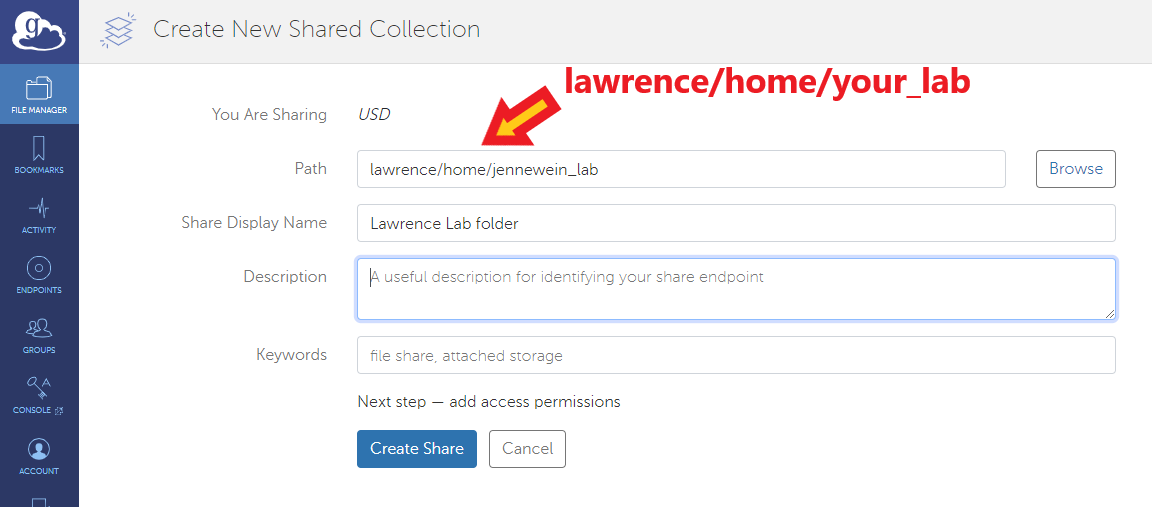 g
Create New Shared Collection
FILE MANAGER
BOOKMARKS
ACTIVITY
ENDPOINTS
GROUPS
CONSOLE
ACCOUNT
lawrence/home/your_lab
You Are Sharing USD
Path lawrence/home/jennewein_lab Browse
Share Display Name Lawrence Lab folder
Description A useful description for identifying your share endpoint
Keywords file share, attached storage
Next step — add access permissions
Create Share Cancel